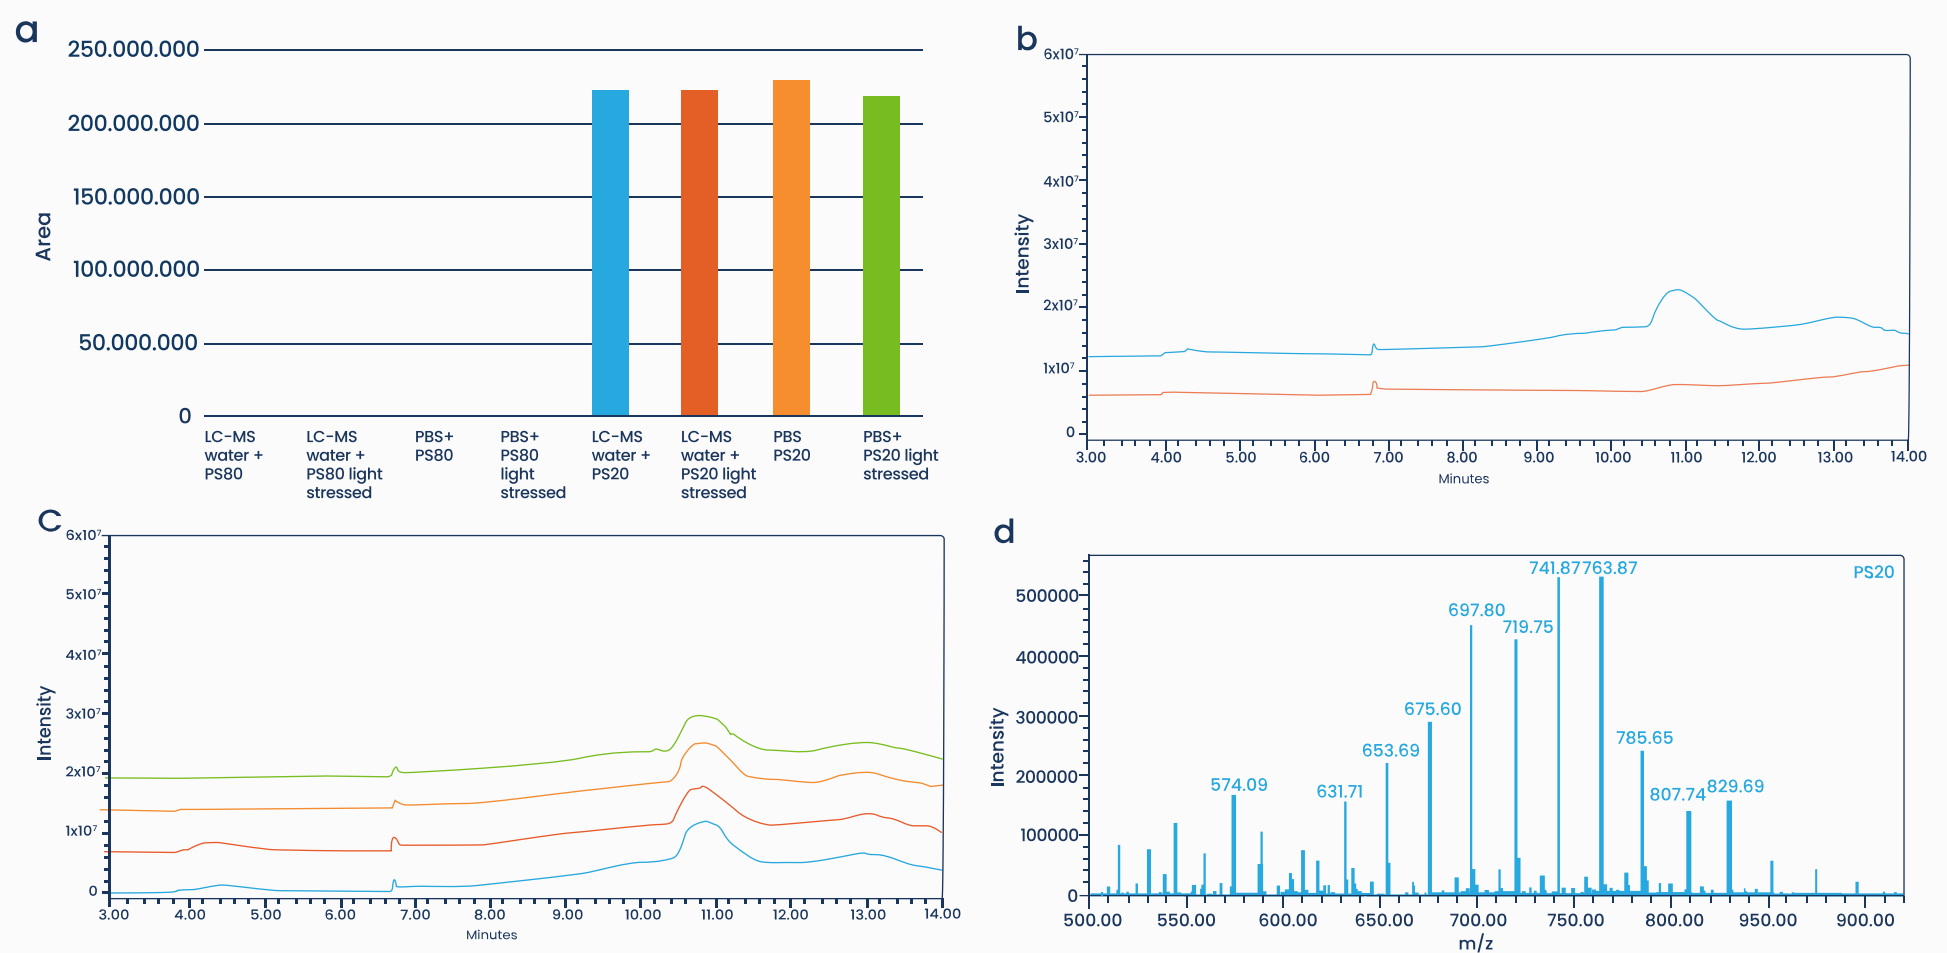 a
250.000.000
200.000.000
150.000.000
100.000.000
50.000.000
0
Area
LC-MS
water +
PS80
LC-MS
water +
PS80 light
stressed
PBS+
PS80
PBS+
PS80
light
stressed
LC-MS
water +
PS20
LC-MS
water +
PS20 light
stressed
PBS
PS20
PBS+
PS20 light
stressed
b
6x10⁷
5x10⁷
4x10⁷
3x10⁷
2x10⁷
1x10⁷
0
Intensity
3.00 4.00 5.00 6.00 7.00 8.00 9.00 10.00 11.00 12.00 13.00 14.00
Minutes
C
6x10⁷
5x10⁷
4x10⁷
3x10⁷
2x10⁷
1x10⁷
0
Intensity
3.00 4.00 5.00 6.00 7.00 8.00 9.00 10.00 11.00 12.00 13.00 14.00
Minutes
d
PS20
500000
400000
300000
200000
100000
0
Intensity
574.09
631.71
653.69
675.60
697.80
719.75
741.87
763.87
785.65
807.74
829.69
500.00 550.00 600.00 650.00 700.00 750.00 800.00 850.00 900.00
m/z